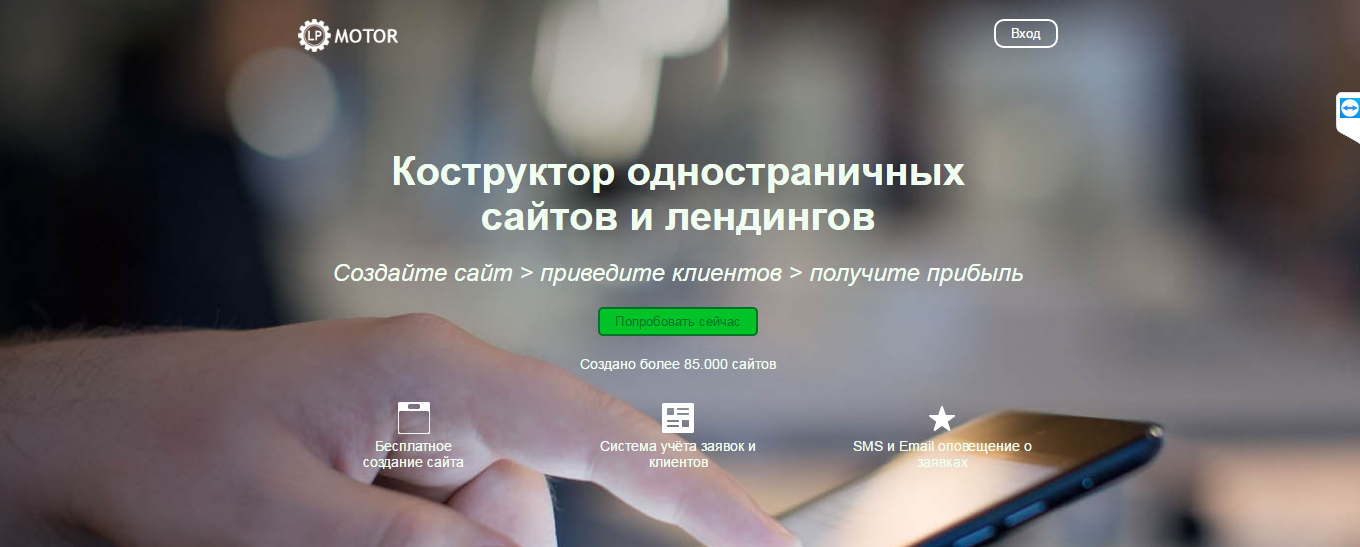 LP MOTOR
Вход
Коструктор одностраничных
сайтов и лендингов
Создайте сайт > приведите клиентов > получите прибыль
Попробовать сейчас
Создано более 85.000 сайтов
Бесплатное
создание сайта
Система учёта заявок и
клиентов
SMS и Email оповещение о
заявках